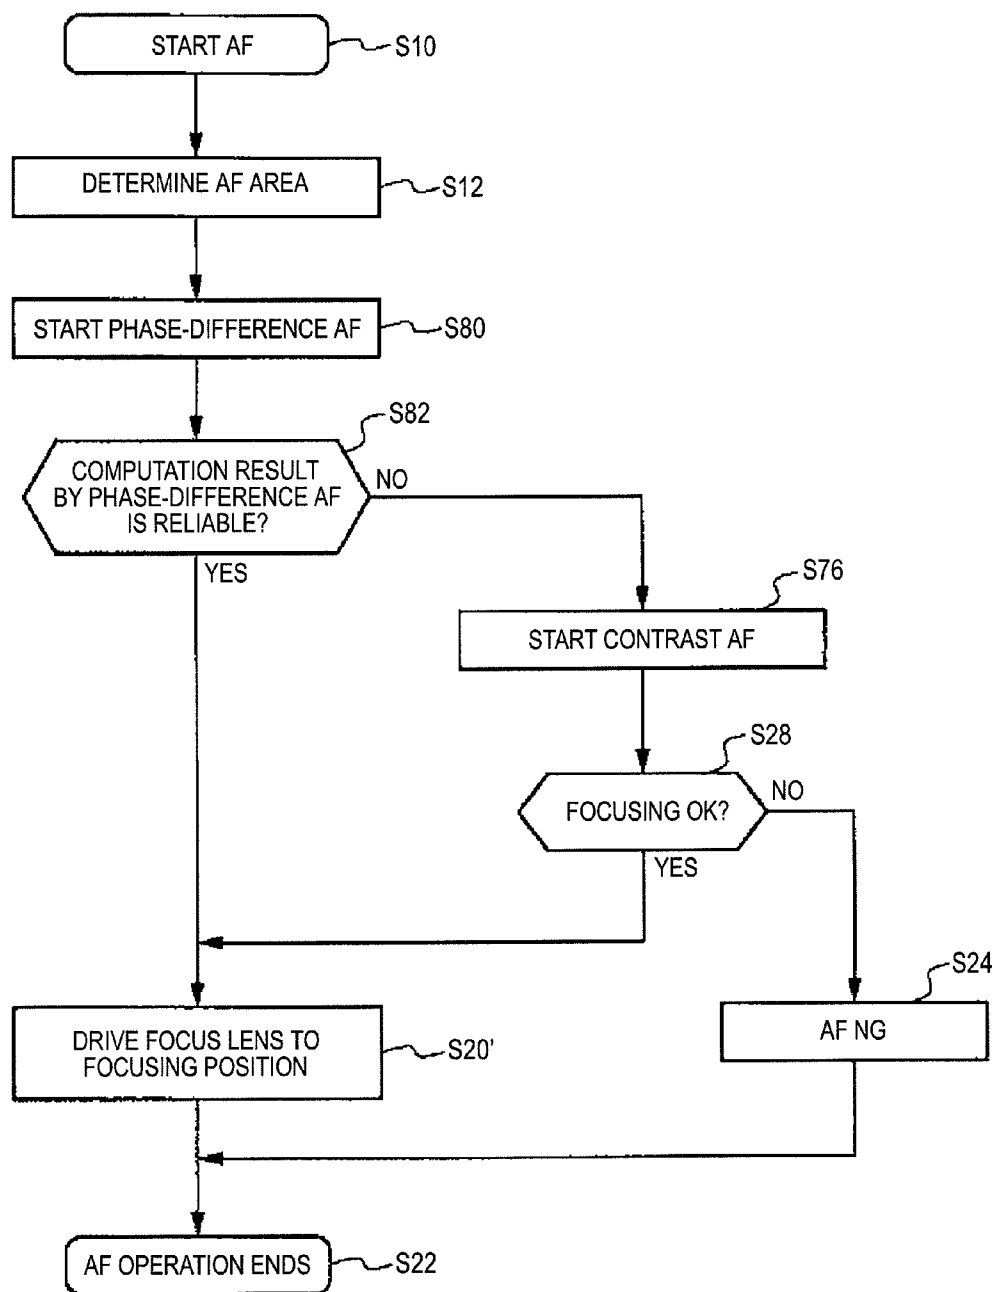 START AF
S10
DETERMINE AF AREA
S12
START PHASE-DIFFERENCE AF
S80
S82
COMPUTATION RESULT
BY PHASE-DIFFERENCE AF
IS RELIABLE?
NO
YES
S76
START CONTRAST AF
S28
FOCUSING OK?
NO
YES
S24
AF NG
DRIVE FOCUS LENS TO
FOCUSING POSITION
S20'
AF OPERATION ENDS
S22